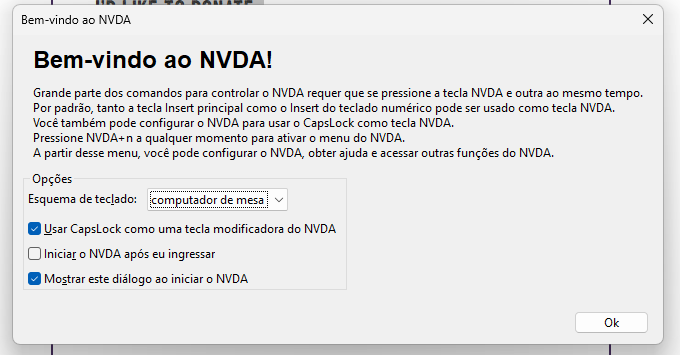 I'D LIKE TO DONATE
Bem-vindo ao NVDA
Bem-vindo ao NVDA!
Grande parte dos comandos para controlar o NVDA requer que se pressione a tecla NVDA e outra ao mesmo tempo.
Por padrão, tanto a tecla Insert principal como o Insert do teclado numérico pode ser usado como tecla NVDA.
Você também pode configurar o NVDA para usar o CapsLock como tecla NVDA.
Pressione NVDA+n a qualquer momento para ativar o menu do NVDA.
A partir desse menu, você pode configurar o NVDA, obter ajuda e acessar outras funções do NVDA.
Opções
Esquema de teclado: computador de mesa
Usar CapsLock como uma tecla modificadora do NVDA
Iniciar o NVDA após eu ingressar
Mostrar este diálogo ao iniciar o NVDA
Ok